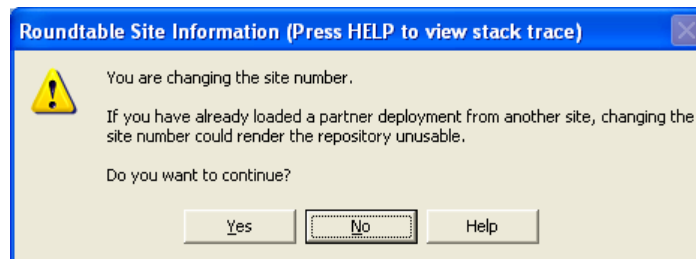 Roundtable Site Information (Press HELP to view stack trace)
You are changing the site number.
If you have already loaded a partner deployment from another site, changing the
site number could render the repository unusable.
Do you want to continue?
Yes
No
Help